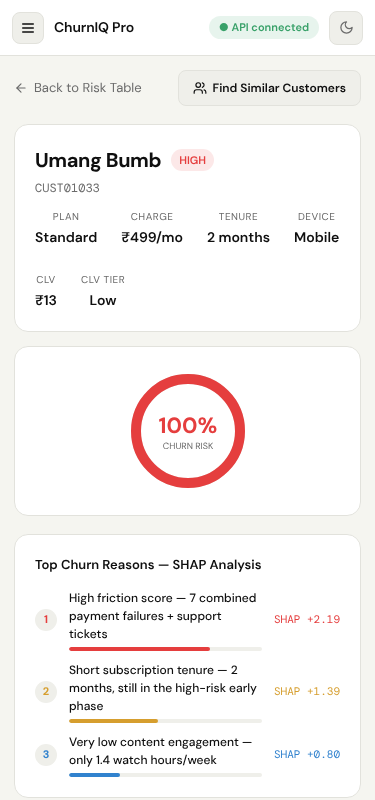 ChurnIQ Pro
API connected
Back to Risk Table
Find Similar Customers
Umang Bumb
HIGH
CUST01033
PLAN CHARGE TENURE DEVICE
Standard ₹499/mo 2 months Mobile
CLV CLV TIER
₹13 Low
100%
CHURN RISK
Top Churn Reasons — SHAP Analysis
High friction score — 7 combined
1 payment failures + support SHAP +2.19
tickets
Short subscription tenure — 2
2 months, still in the high-risk early SHAP +1.39
phase
Very low content engagement —
3 only 1.4 watch hours/week SHAP +0.80